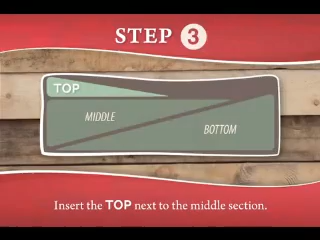 STEP 3
TOP
MIDDLE
BOTTOM
Insert the TOP next to the middle section.